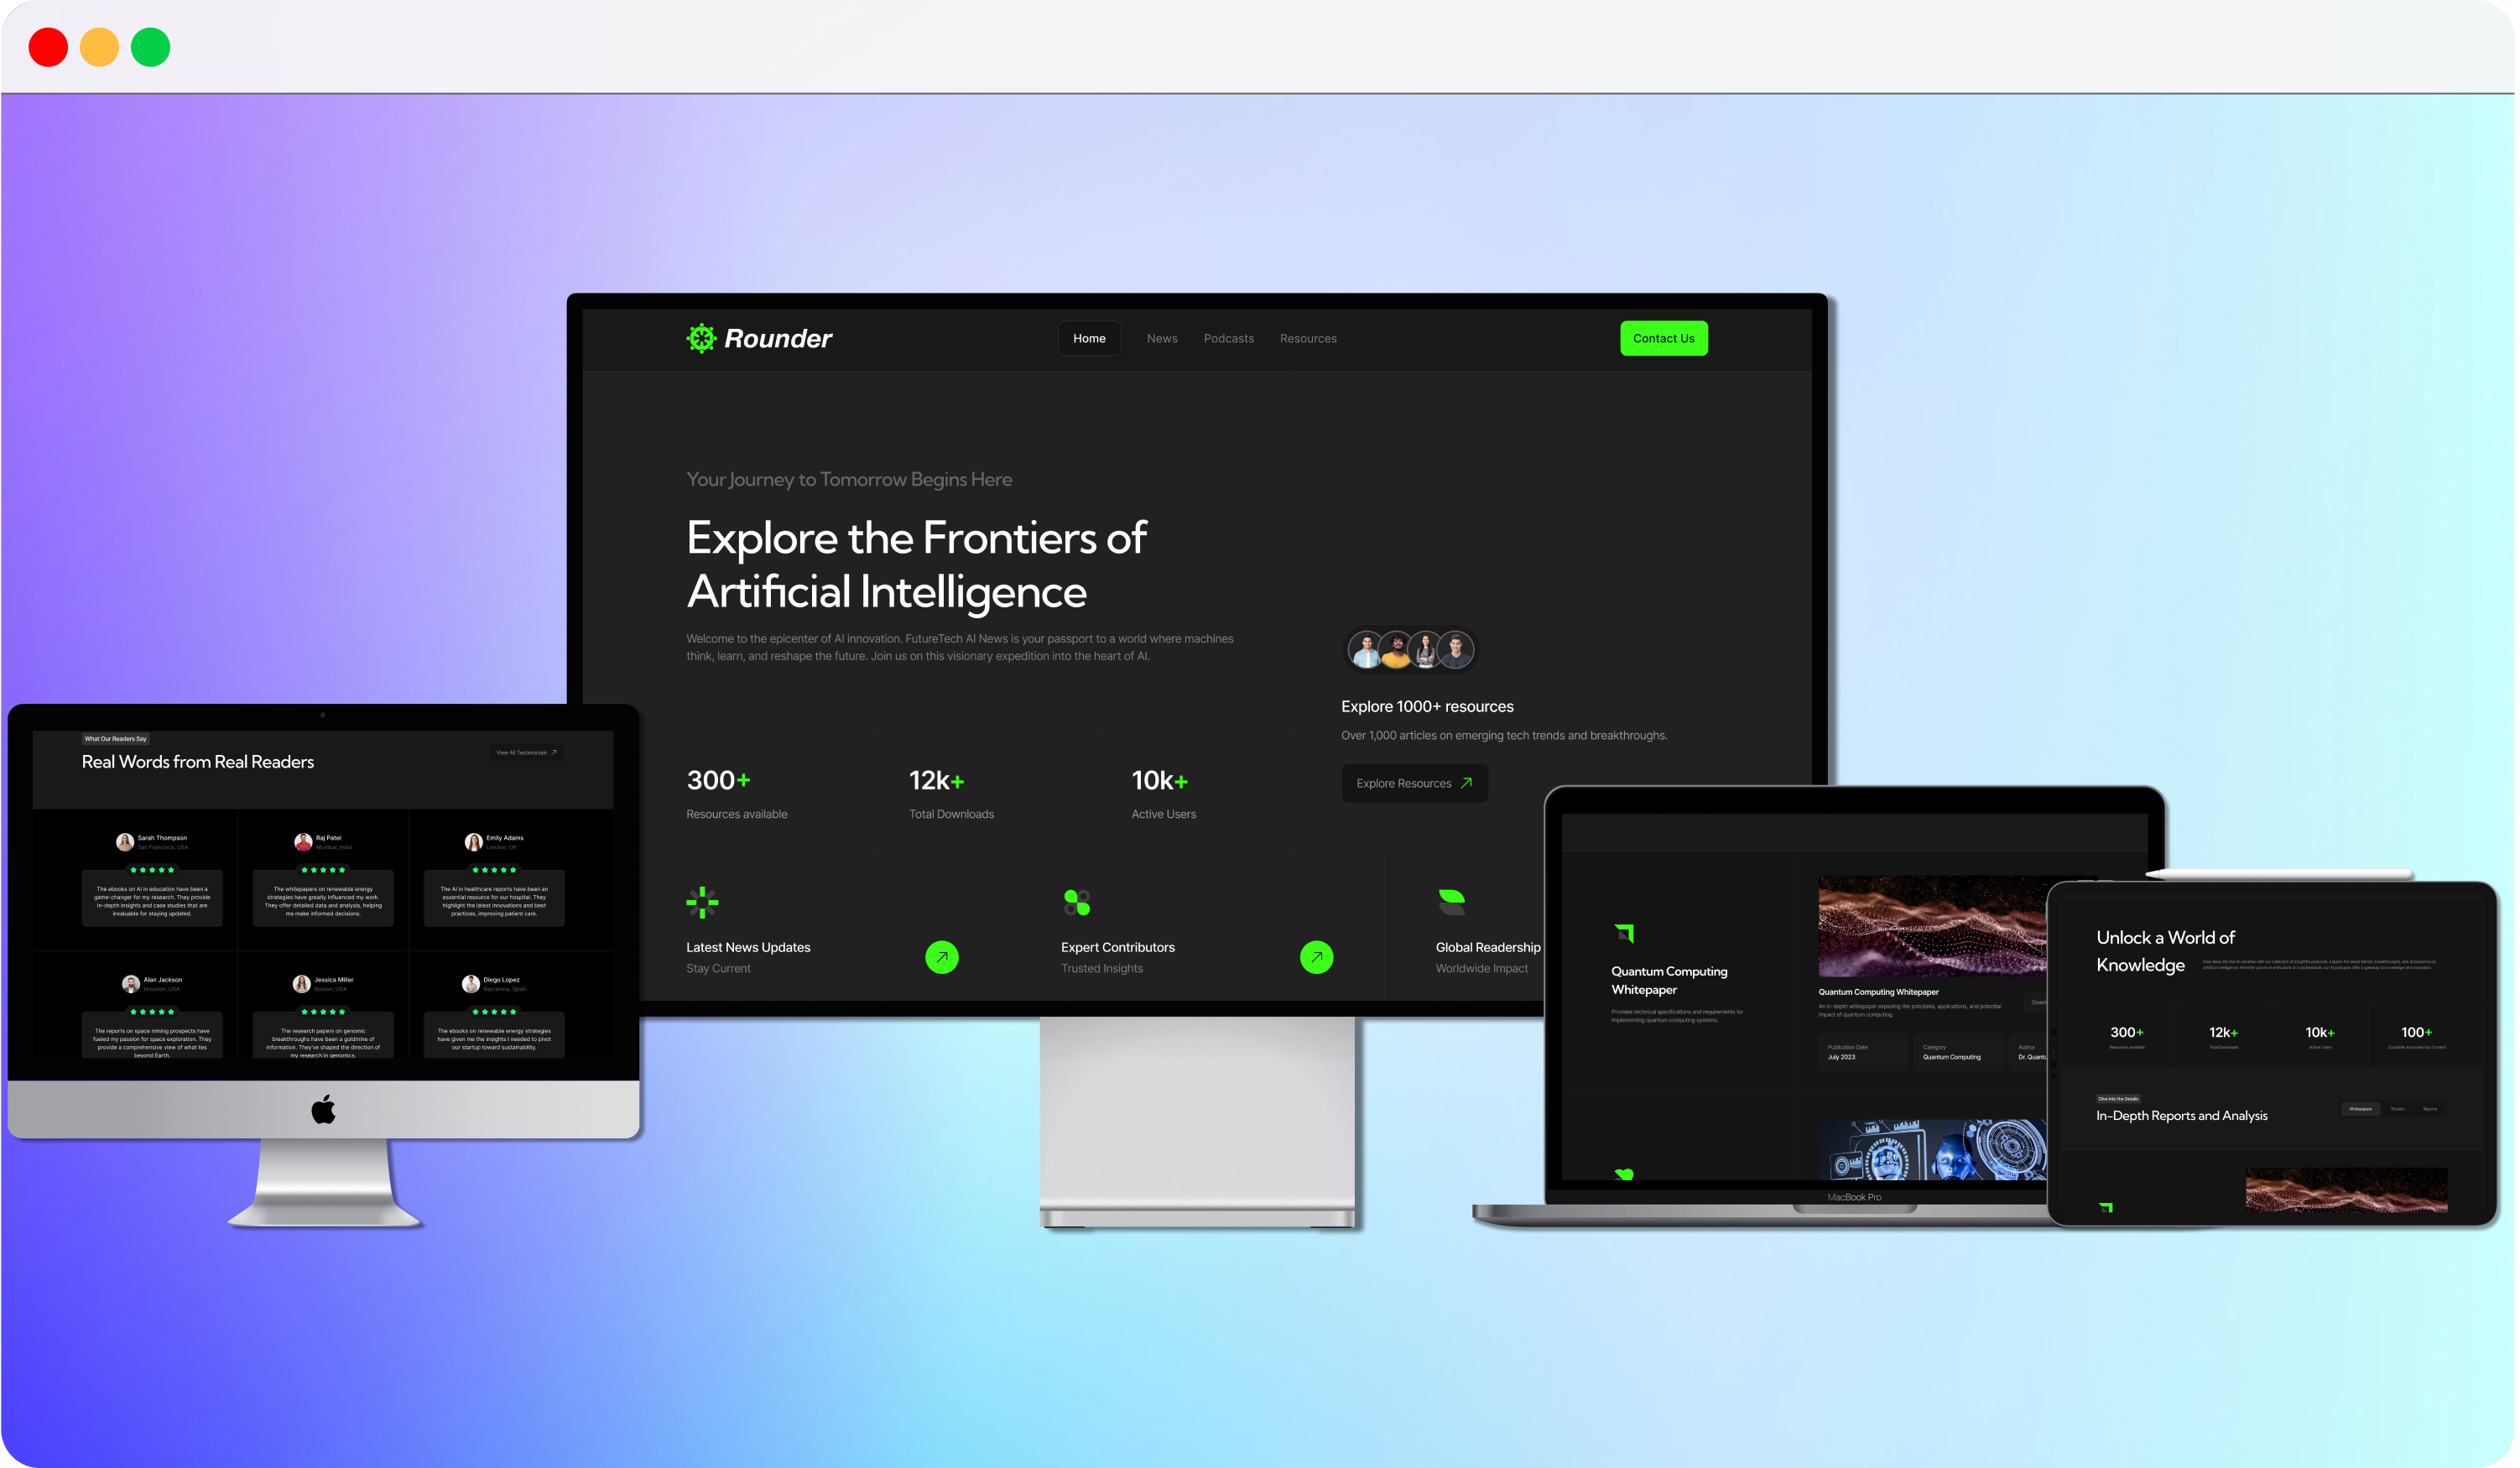 Rounder
Home
News
Podcasts
Resources
Contact Us
Your Journey to Tomorrow Begins Here
Explore the Frontiers of
Artificial Intelligence
Welcome to the epicenter of AI innovation. FutureTech AI News is your passport to a world where machines
think, learn, and reshape the future. Join us on this visionary expedition into the heart of AI.
Explore 1000+ resources
Over 1,000 articles on emerging tech trends and breakthroughs.
Explore Resources
300+
Resources available
12k+
Total Downloads
10k+
Active Users
Latest News Updates
Stay Current
Expert Contributors
Trusted Insights
Global Readership
Worldwide Impact
What Our Readers Say
Real Words from Real Readers
View All Testimonials
Sarah Thompson
San Francisco, USA
The ebooks on AI in education have been a
game-changer for my research. They provide
in-depth insights and case studies that are
invaluable for staying updated.
Raj Patel
Mumbai, India
The whitepapers on renewable energy
strategies have greatly influenced my work.
They offer detailed data and analysis, helping
me make informed decisions.
Emily Adams
London, UK
The AI in healthcare reports have been an
essential resource for our hospital. They
highlight the latest innovations and best
practices, improving patient care.
Alan Jackson
Houston, USA
The reports on space mining prospects have
fueled my passion for space exploration. They
provide a comprehensive view of what lies
beyond Earth.
Jessica Miller
Boston, USA
The research papers on genomic
breakthroughs have been a goldmine of
information. They've shaped the direction of
my research in genomics.
Diego Lopez
Barcelona, Spain
The ebooks on renewable energy strategies
have given me the insights I needed to pivot
our startup toward sustainability.
Quantum Computing
Whitepaper
Provides technical specifications and requirements for
implementing quantum computing systems.
Quantum Computing Whitepaper
An in-depth whitepaper exploring the principles, applications, and potential
impact of quantum computing.
Publication Date
July 2023
Category
Quantum Computing
Author
Dr. Quantu
MacBook Pro
Unlock a World of
Knowledge
300+
Resources available
12k+
Total Downloads
10k+
Active Users
100+
Countries Accesses Our Content
Dive into the Details
In-Depth Reports and Analysis
Whitepapers
Ebooks
Reports